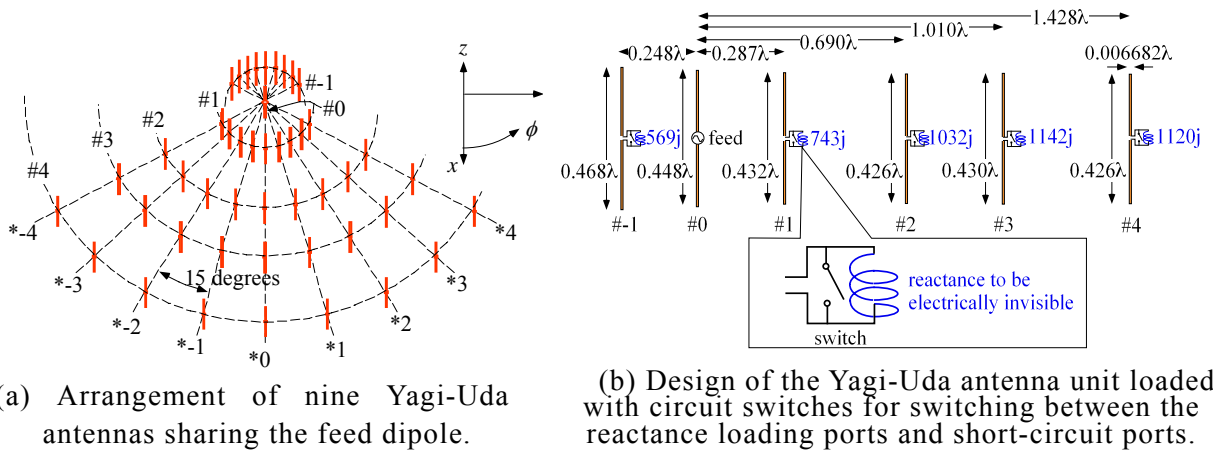 z
x
ϕ
#-1
#0
#1
#2
#3
#4
*-4
*-3
*-2
*-1
*0
*1
*2
*3
*4
15 degrees
(a) Arrangement of nine Yagi-Uda
antennas sharing the feed dipole.
1.428λ
1.010λ
0.690λ
0.248λ 0.287λ 0.006682λ
569j feed 743j 1032j 1142j 1120j
0.468λ 0.448λ 0.432λ 0.426λ 0.430λ 0.426λ
#-1 #0 #1 #2 #3 #4
reactance to be
electrically invisible
switch
(b) Design of the Yagi-Uda antenna unit loaded
with circuit switches for switching between the
reactance loading ports and short-circuit ports.